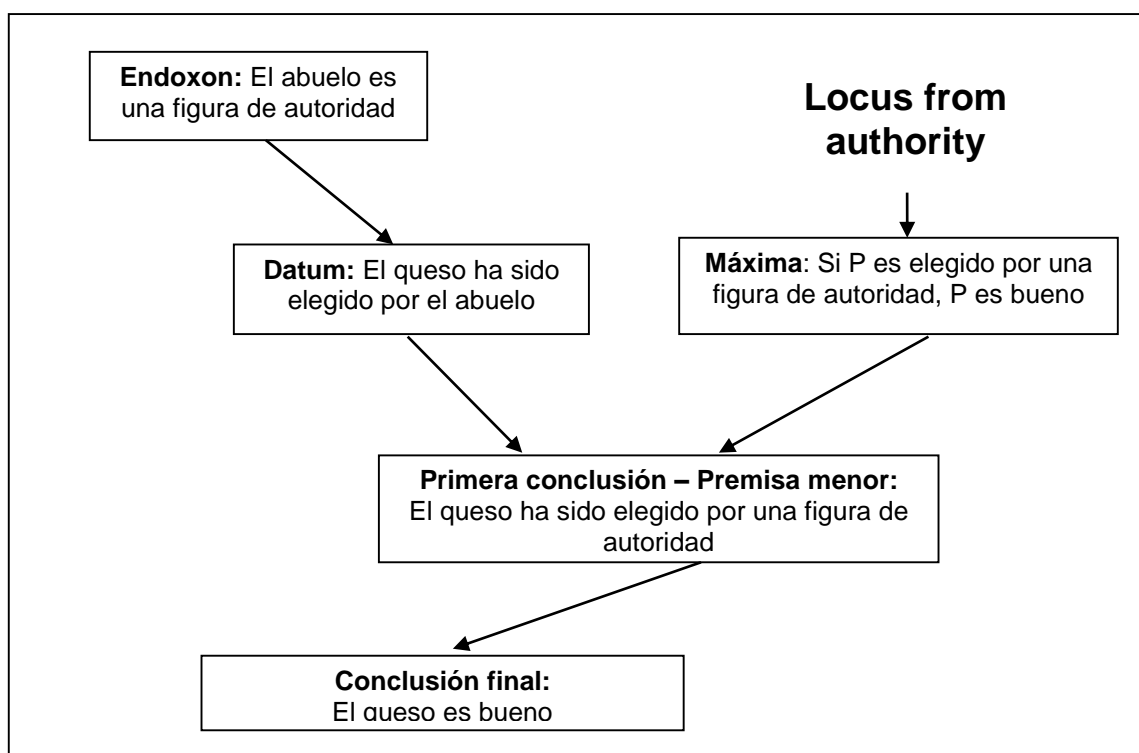 Endoxon: El abuelo es
una figura de autoridad
Locus from
authority
Datum: El queso ha sido
elegido por el abuelo
Máxima: Si P es elegido por una
figura de autoridad, P es bueno
Primera conclusión – Premisa menor:
El queso ha sido elegido por una figura de
autoridad
Conclusión final:
El queso es bueno